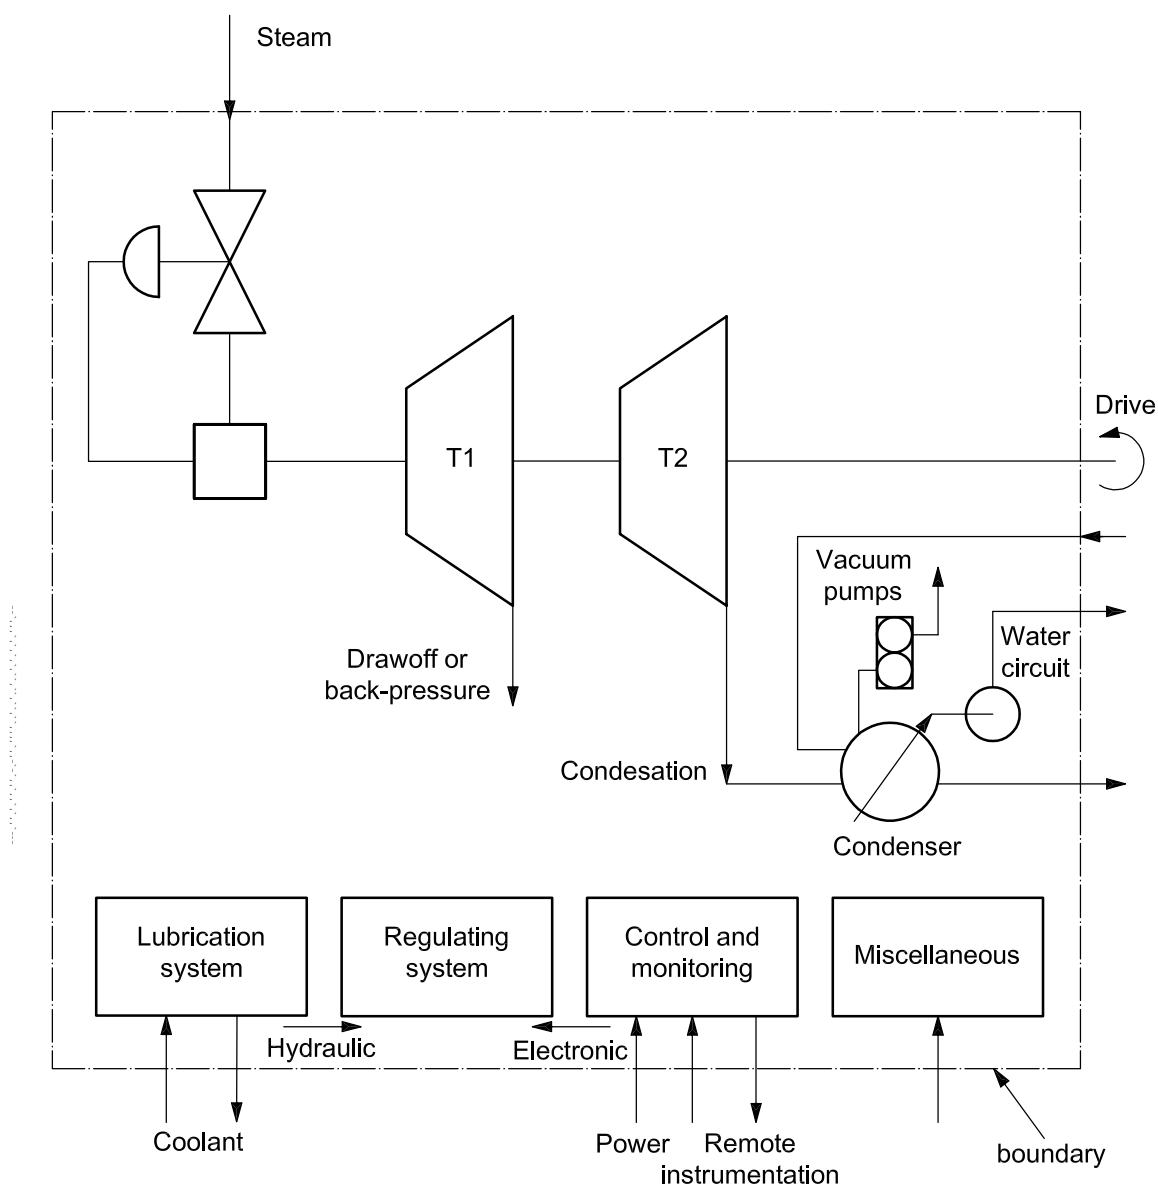 Steam
Drive
T1
T2
Vacuum
pumps
Water
circuit
Drawoff or
back-pressure
Condesation
Condenser
Lubrication
system
Regulating
system
Control and
monitoring
Miscellaneous
Hydraulic
Electronic
Coolant
Power
Remote
instrumentation
boundary